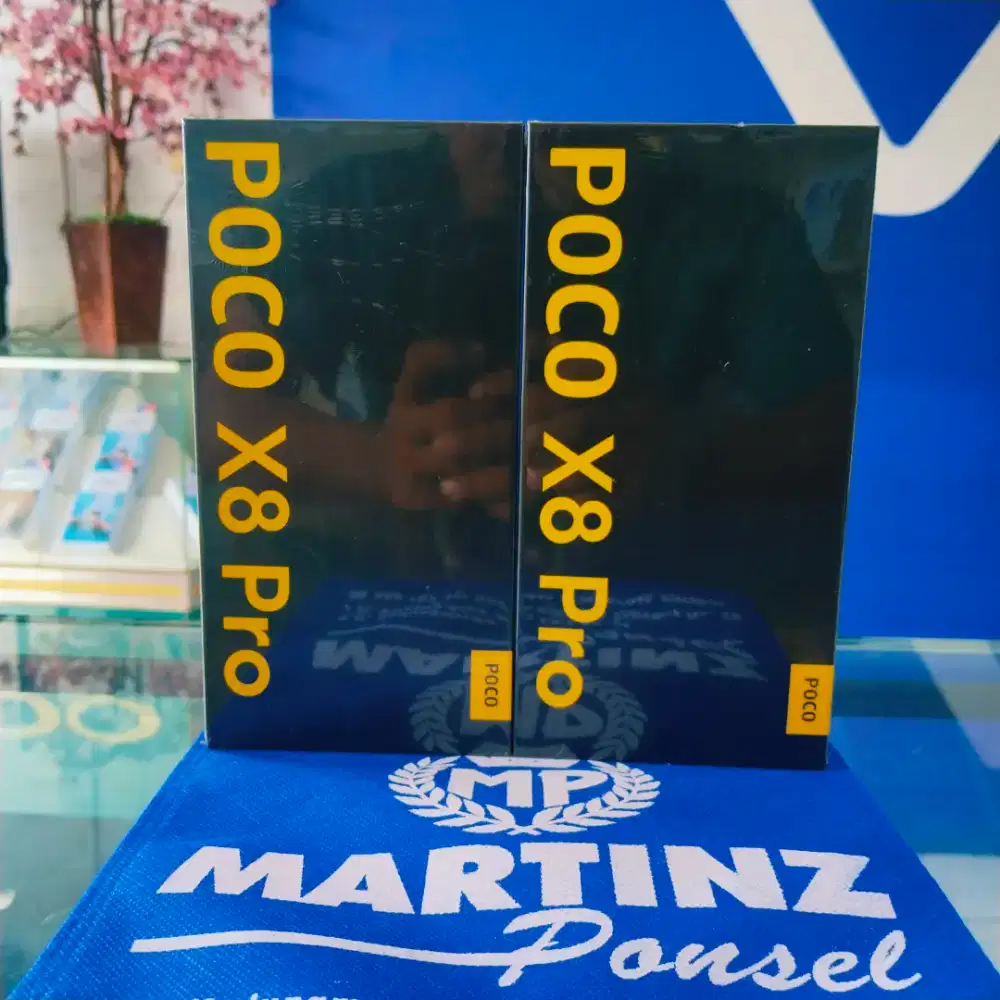 POCO X8 Pro
POCO
POCO X8 Pro
POCO
MP
MARTINZ
Ponsel